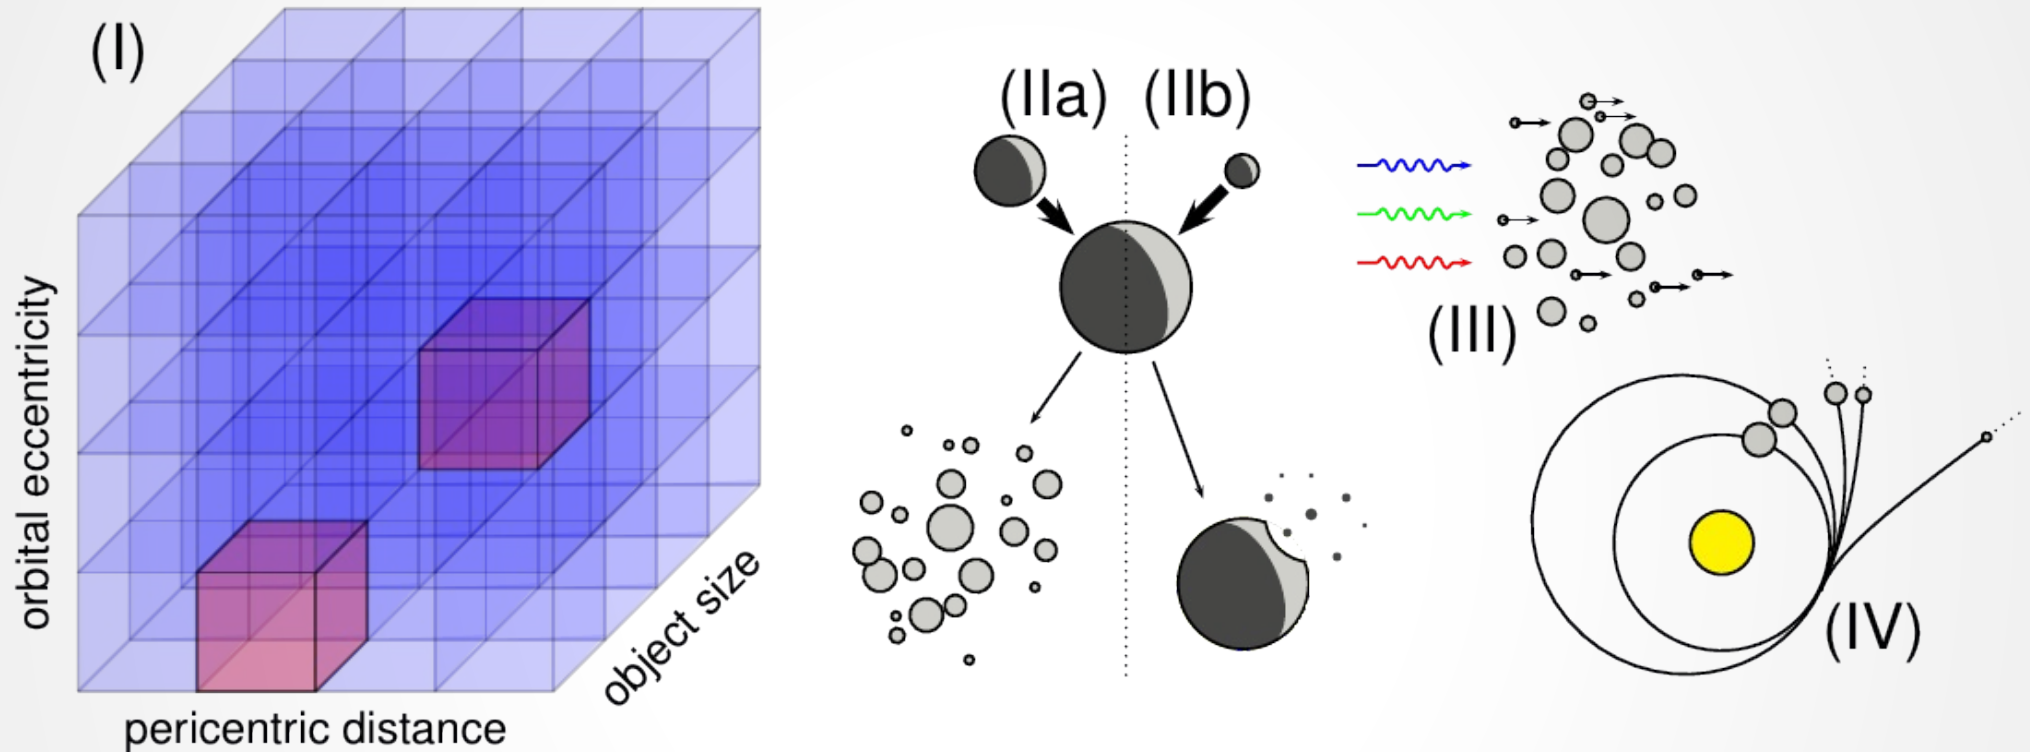 (I)
orbital eccentricity
pericentric distance
object size
(IIa)
(IIb)
(III)
(IV)